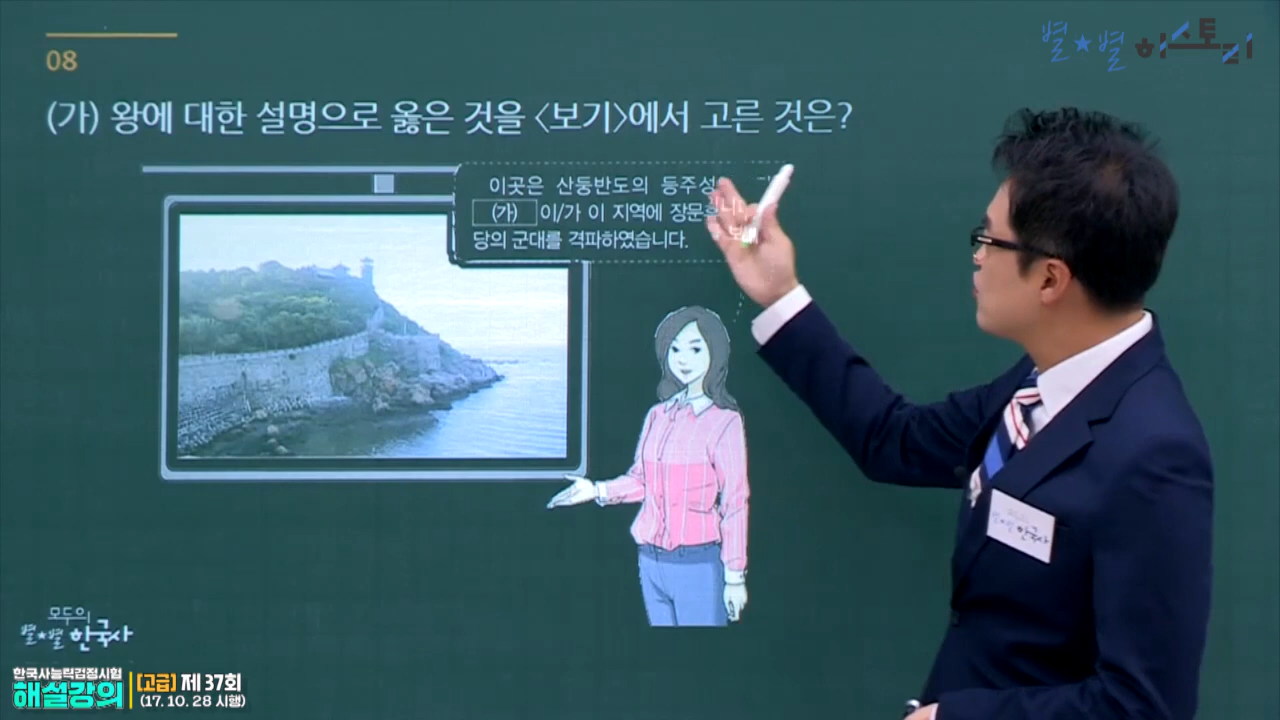 08
별★별 히스토리
(가) 왕에 대한 설명으로 옳은 것을 〈보기〉에서 고른 것은?
이곳은 산둥반도의 등주성
(가) 이/가 이 지역에 장문휴
당의 군대를 격파하였습니다.
별★별 한국사
모두의
별★별 한국사
한국사능력검정시험
해설강의
[고급] 제 37회
(17. 10. 28 시행)